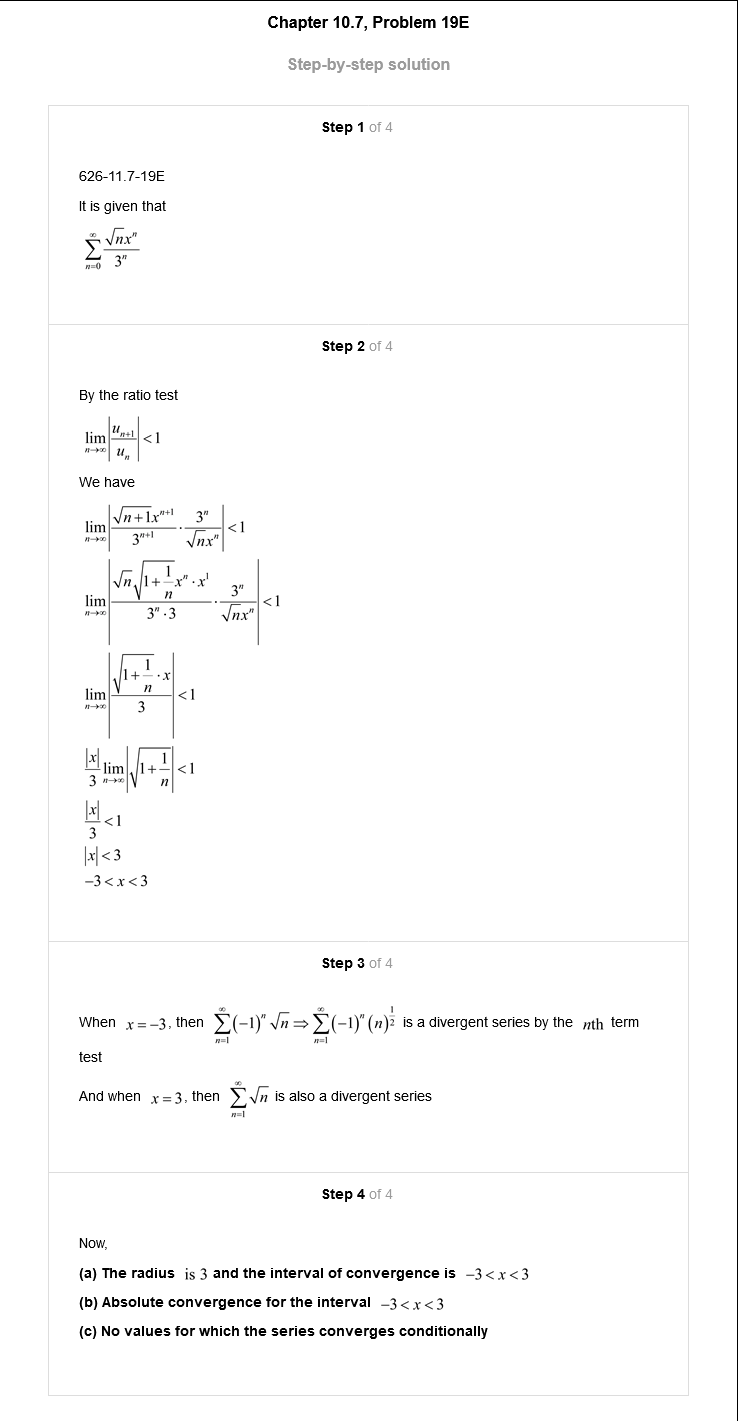 Chapter 10.7, Problem 19E
Step-by-step solution
Step 1 of 4
626-11.7-19E
It is given that
$\sum_{n=0}^{\infty} \frac{\sqrt{n}x^n}{3^n}$
Step 2 of 4
By the ratio test
$\lim_{n\to\infty} \left|\frac{u_{n+1}}{u_n}\right| < 1$
We have
$\lim_{n\to\infty} \left|\frac{\sqrt{n+1}x^{n+1}}{3^{n+1}} \cdot \frac{3^n}{\sqrt{n}x^n}\right| < 1$
$\lim_{n\to\infty} \left|\frac{\sqrt{n}\sqrt{1+\frac{1}{n}}x^n \cdot x^1}{3^n \cdot 3} \cdot \frac{3^n}{\sqrt{n}x^n}\right| < 1$
$\lim_{n\to\infty} \left|\frac{\sqrt{1+\frac{1}{n}} \cdot x}{3}\right| < 1$
$\frac{|x|}{3} \lim_{n\to\infty} \left|\sqrt{1+\frac{1}{n}}\right| < 1$
$\frac{|x|}{3} < 1$
$|x| < 3$
$-3 < x < 3$
Step 3 of 4
When $x = -3$, then $\sum_{n=1}^{\infty} (-1)^n \sqrt{n} \Rightarrow \sum_{n=1}^{\infty} (-1)^n (n)^{\frac{1}{2}}$ is a divergent series by the $n$th term
test
And when $x = 3$, then $\sum_{n=1}^{\infty} \sqrt{n}$ is also a divergent series
Step 4 of 4
Now,
(a) The radius is 3 and the interval of convergence is $-3 < x < 3$
(b) Absolute convergence for the interval $-3 < x < 3$
(c) No values for which the series converges conditionally